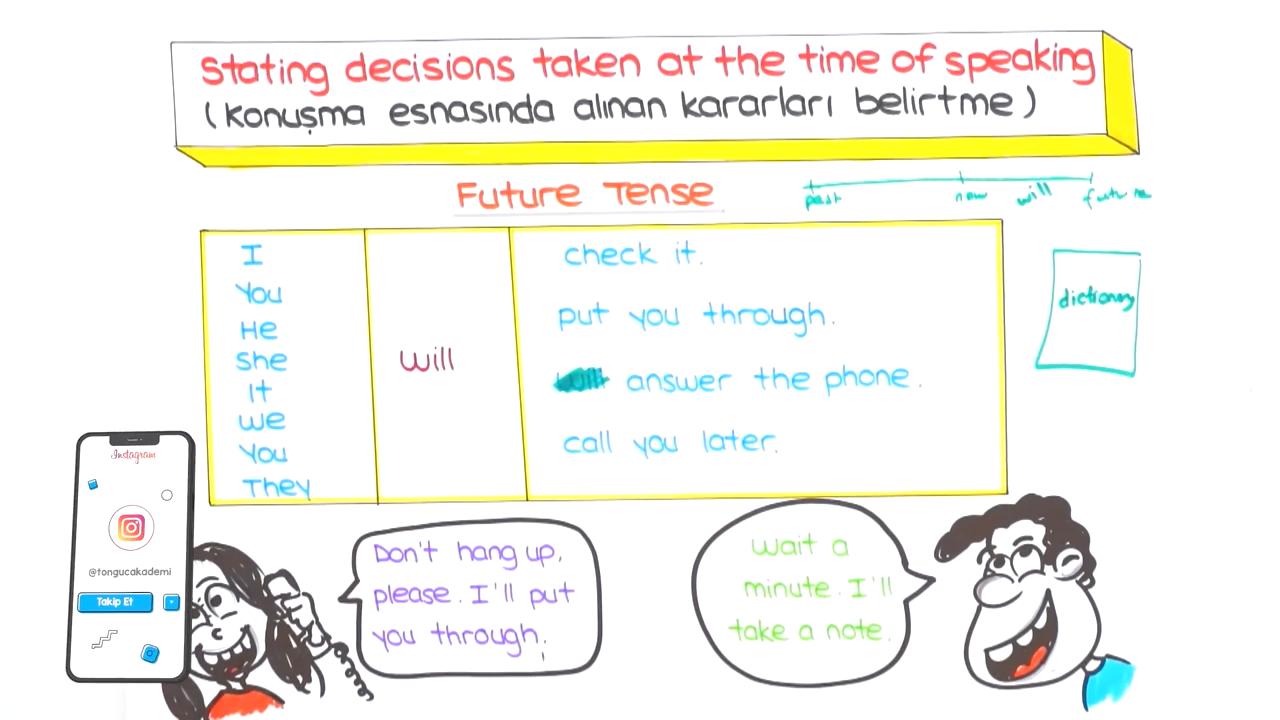 Stating decisions taken at the time of speaking
(Konuşma esnasında alınan kararları belirtme)
Future Tense
past now will future
I
You
He
She
It
we
You
They
will
check it.
put you through.
answer the phone.
call you later.
dictionary
Instagram
@tongucakademi
Takip Et
Don't hang up,
please. I'll put
you through.
Wait a
minute. I'll
take a note.